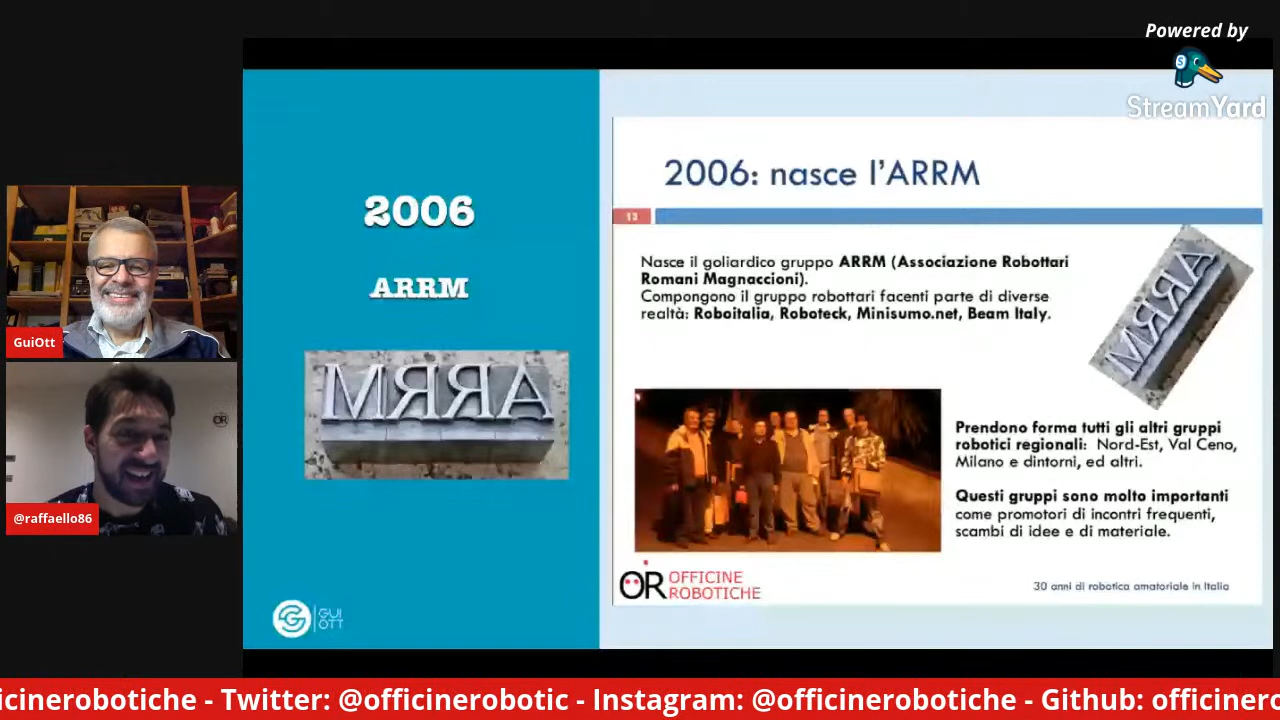 Powered by
StreamYard
2006
ARRM
ARRM
GUI
OTT
2006: nasce l'ARRM
13
Nasce il goliardico gruppo ARRM (Associazione Robottari
Romani Magnaccioni).
Compongono il gruppo robottari facenti parte di diverse
realtà: Roboitalia, Roboteck, Minisumo.net, Beam Italy.
ARRM
Prendono forma tutti gli altri gruppi
robotici regionali: Nord-Est, Val Ceno,
Milano e dintorni, ed altri.
Questi gruppi sono molto importanti
come promotori di incontri frequenti,
scambi di idee e di materiale.
OR OFFICINE
ROBOTICHE
30 anni di robotica amatoriale in Italia
GuiOtt
OR
@raffaello86
icinerobotiche - Twitter: @officinerobotic - Instagram: @officinerobotiche - Github: officinero